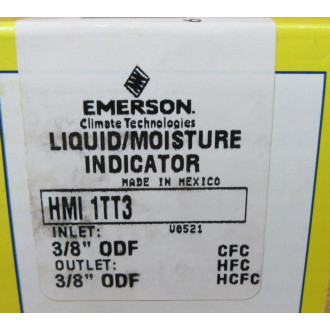 EMERSON.
Climate Technologies
LIQUID/MOISTURE
INDICATOR
MADE IN MEXICO
HMI 1TT3
INLET: V0521
3/8" ODF CFC
OUTLET: HFC
3/8" ODF HCFC